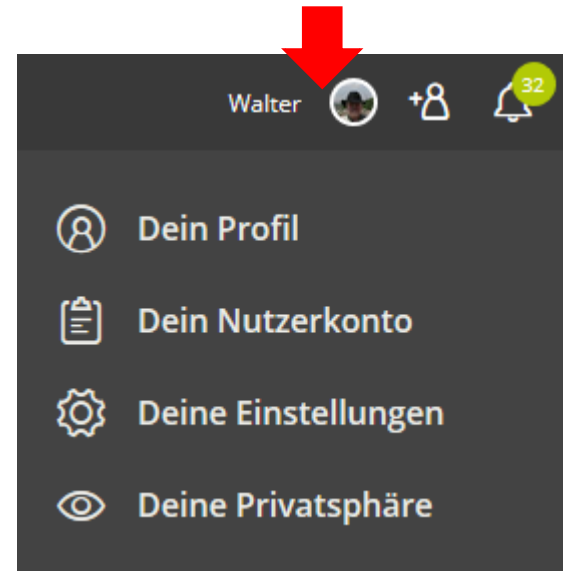 Walter 32
Dein Profil
Dein Nutzerkonto
Deine Einstellungen
Deine Privatsphäre